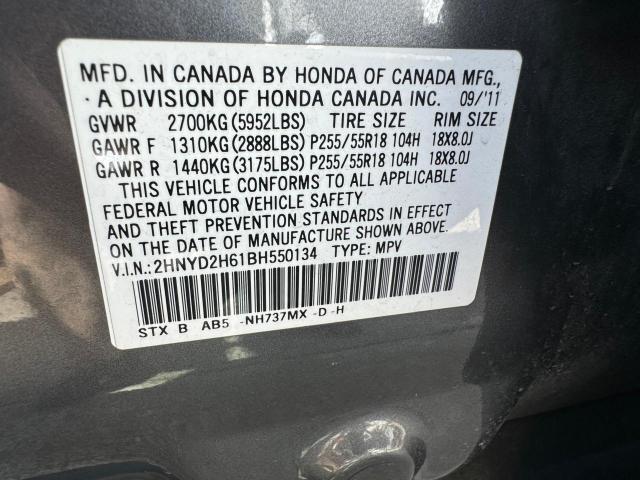 MFD. IN CANADA BY HONDA OF CANADA MFG.,
A DIVISION OF HONDA CANADA INC. 09/'11
GVWR 2700KG (5952LBS) TIRE SIZE RIM SIZE
GAWR F 1310KG (2888LBS) P255/55R18 104H 18X8.0J
GAWR R 1440KG (3175LBS) P255/55R18 104H 18X8.0J
THIS VEHICLE CONFORMS TO ALL APPLICABLE
FEDERAL MOTOR VEHICLE SAFETY
AND THEFT PREVENTION STANDARDS IN EFFECT
ON THE DATE OF MANUFACTURE SHOWN ABOVE.
V.I.N.: 2HNYD2H61BH550134 TYPE: MPV
STX B AB5 -NH737MX -D -H